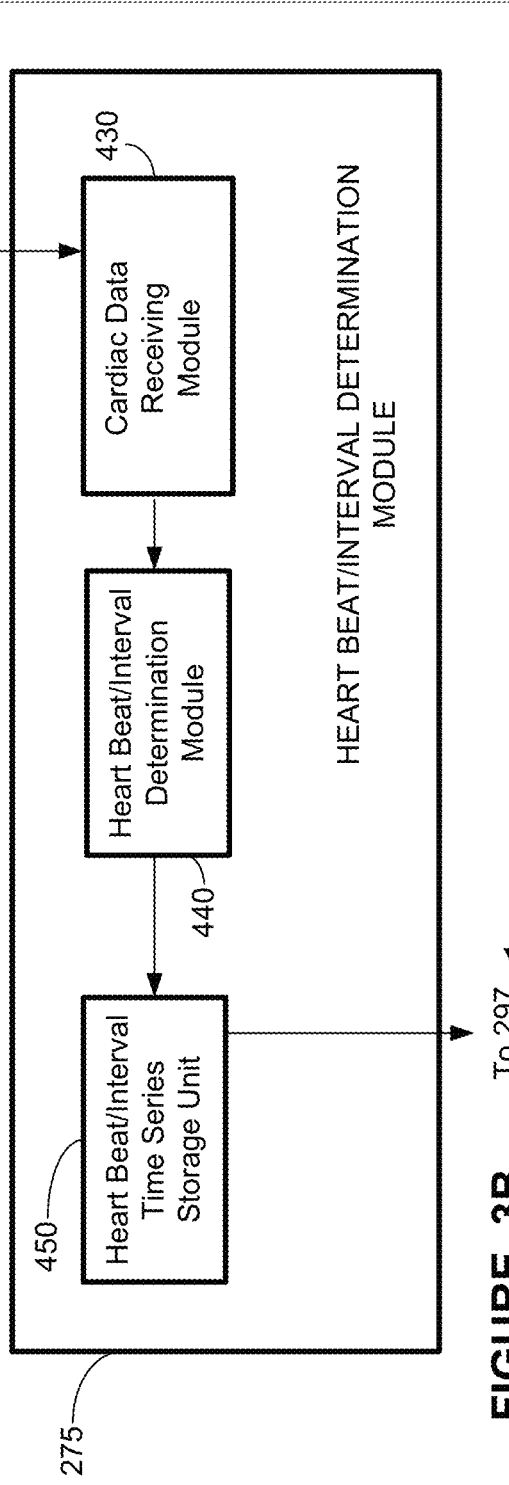 275
450
Heart Beat/Interval
Time Series
Storage Unit
440
Heart Beat/Interval
Determination
Module
430
Cardiac Data
Receiving
Module
HEART BEAT/INTERVAL DETERMINATION
MODULE
To 297
FIGURE